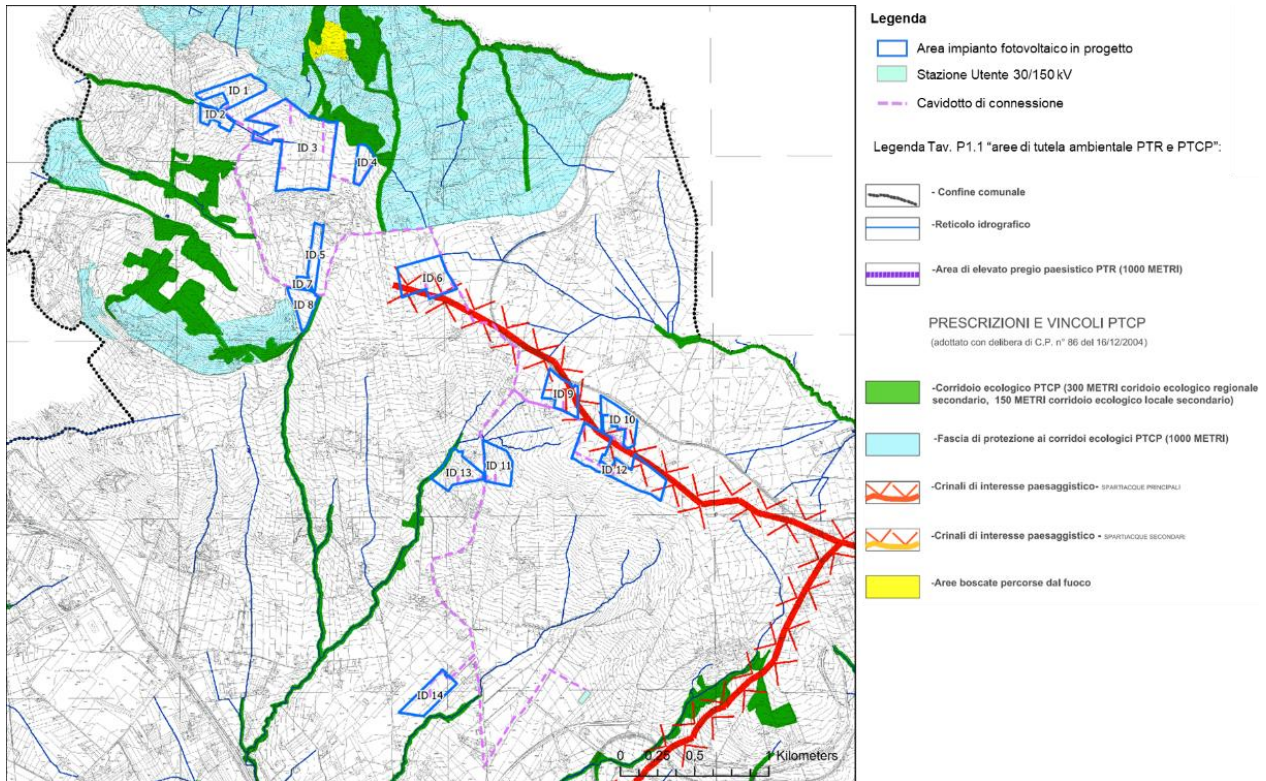 ID 1
ID 2
ID 3
ID 4
ID 5
ID 6
ID 7
ID 8
ID 9
ID 10
ID 12
ID 13
ID 11
ID 14
0 0,25 0,5 1 Kilometers
Legenda
Area impianto fotovoltaico in progetto
Stazione Utente 30/150 kV
Cavidotto di connessione
Legenda Tav. P1.1 "aree di tutela ambientale PTR e PTCP":
- Confine comunale
-Reticolo idrografico
-Area di elevato pregio paesistico PTR (1000 METRI)
PRESCRIZIONI E VINCOLI PTCP
(adottato con delibera di C.P. n° 86 del 16/12/2004)
-Corridoio ecologico PTCP (300 METRI coridoio ecologico regionale
secondario, 150 METRI corridoio ecologico locale secondario)
-Fascia di protezione ai corridoi ecologici PTCP (1000 METRI)
-Crinali di interesse paesaggistico- SPARTIACQUE PRINCIPALI
-Crinali di interesse paesaggistico - SPARTIACQUE SECONDARI
-Aree boscate percorse dal fuoco